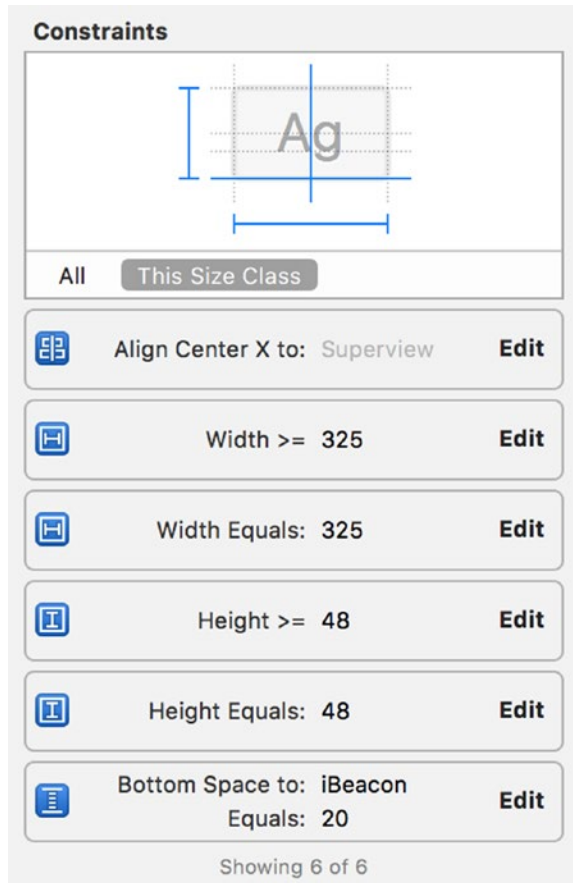 Constraints
Ag
All This Size Class
Align Center X to: Superview Edit
Width >= 325 Edit
Width Equals: 325 Edit
Height >= 48 Edit
Height Equals: 48 Edit
Bottom Space to: iBeacon
Equals: 20 Edit
Showing 6 of 6